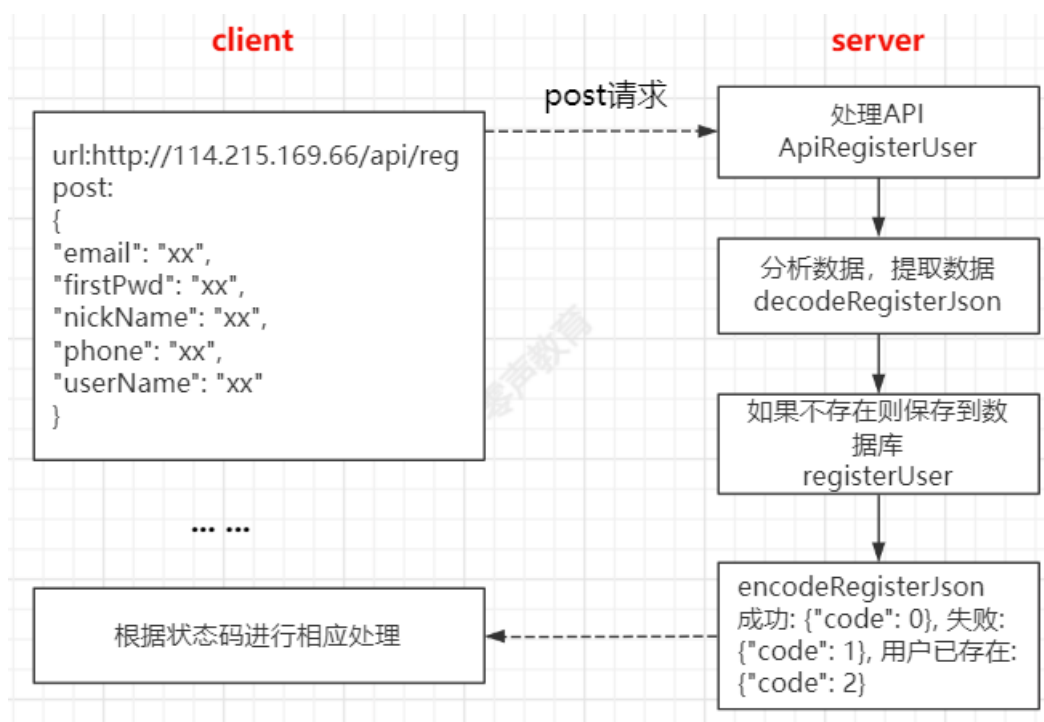 client
server
post请求
url:http://114.215.169.66/api/reg
post:
{
"email": "xx",
"firstPwd": "xx",
"nickName": "xx",
"phone": "xx",
"userName": "xx"
}
... ...
根据状态码进行相应处理
处理API
ApiRegisterUser
分析数据，提取数据
decodeRegisterJson
如果不存在则保存到数
据库
registerUser
encodeRegisterJson
成功: {"code": 0}, 失败:
{"code": 1}, 用户已存在:
{"code": 2}
零声教育